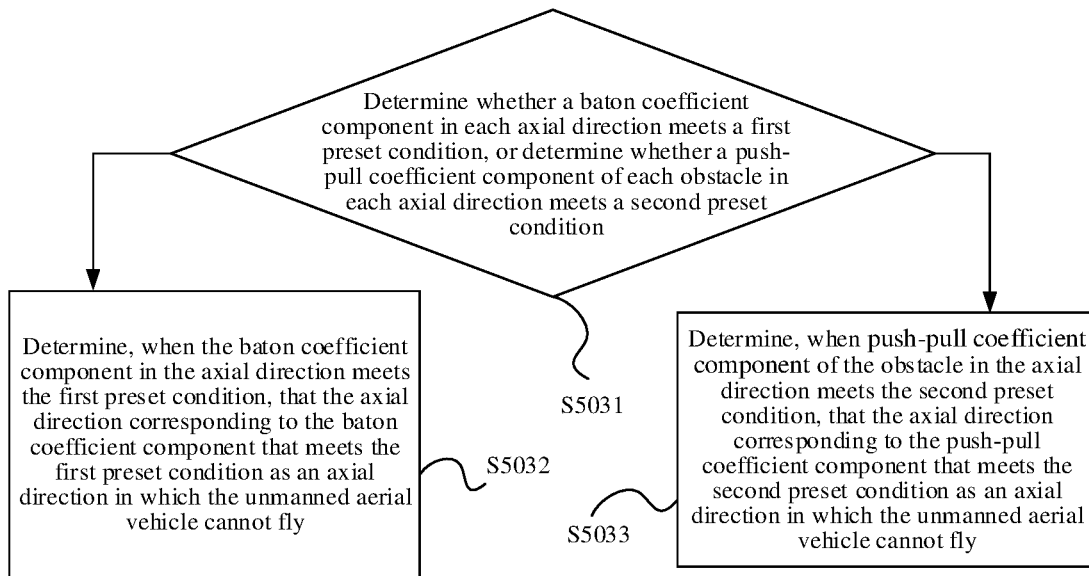 Determine whether a baton coefficient
component in each axial direction meets a first
preset condition, or determine whether a push-
pull coefficient component of each obstacle in
each axial direction meets a second preset
condition
S5031
Determine, when the baton coefficient
component in the axial direction meets
the first preset condition, that the axial
direction corresponding to the baton
coefficient component that meets the
first preset condition as an axial
direction in which the unmanned aerial
vehicle cannot fly
S5032
Determine, when push-pull coefficient
component of the obstacle in the axial
direction meets the second preset
condition, that the axial direction
corresponding to the push-pull
coefficient component that meets the
second preset condition as an axial
direction in which the unmanned aerial
vehicle cannot fly
S5033